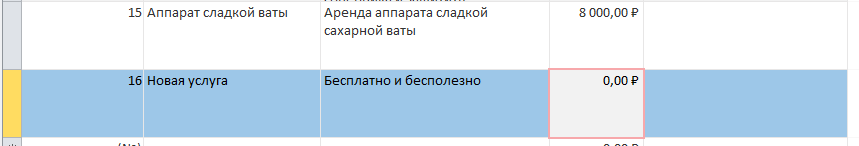 15 Аппарат сладкой ваты Аренда аппарата сладкой 8 000,00 ₽
сахарной ваты
16 Новая услуга Бесплатно и бесполезно 0,00 ₽